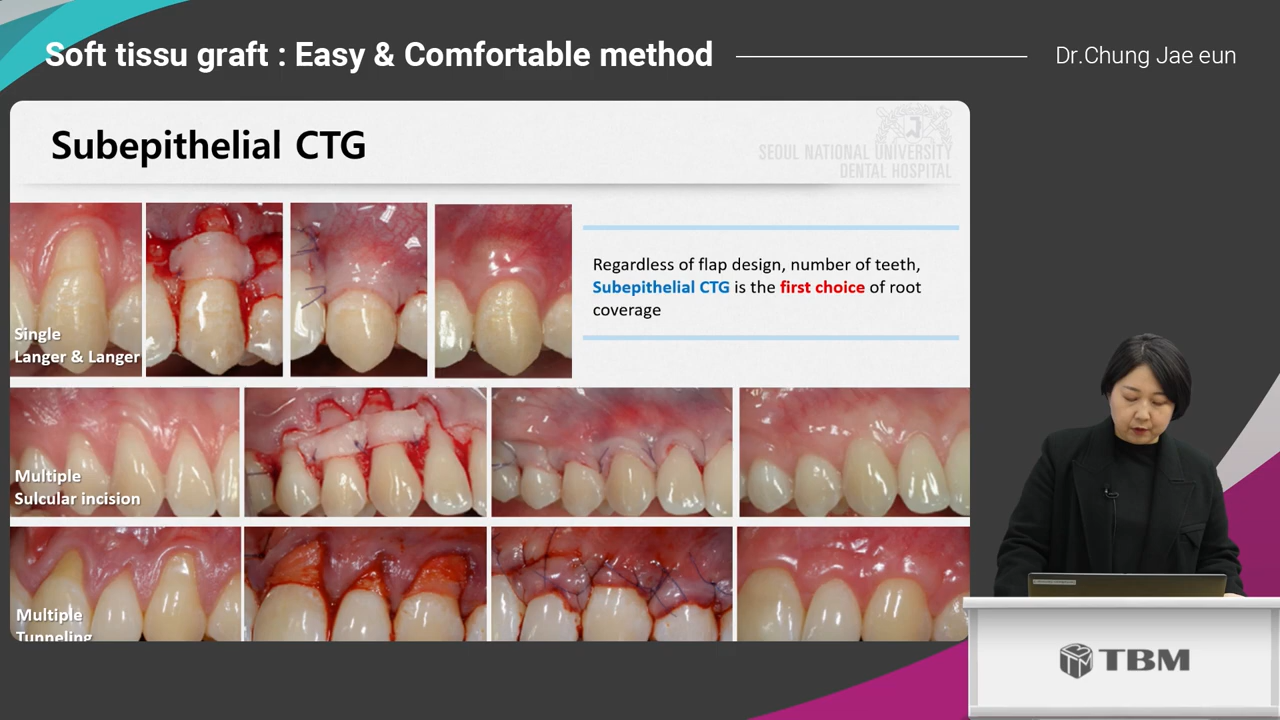 Soft tissu graft : Easy & Comfortable method
Dr.Chung Jae eun
Subepithelial CTG
SEOUL NATIONAL UNIVERSITY
DENTAL HOSPITAL
Regardless of flap design, number of teeth,
Subepithelial CTG is the first choice of root
coverage
Single
Langer & Langer
Multiple
Sulcular incision
Multiple
Tunneling
TBM